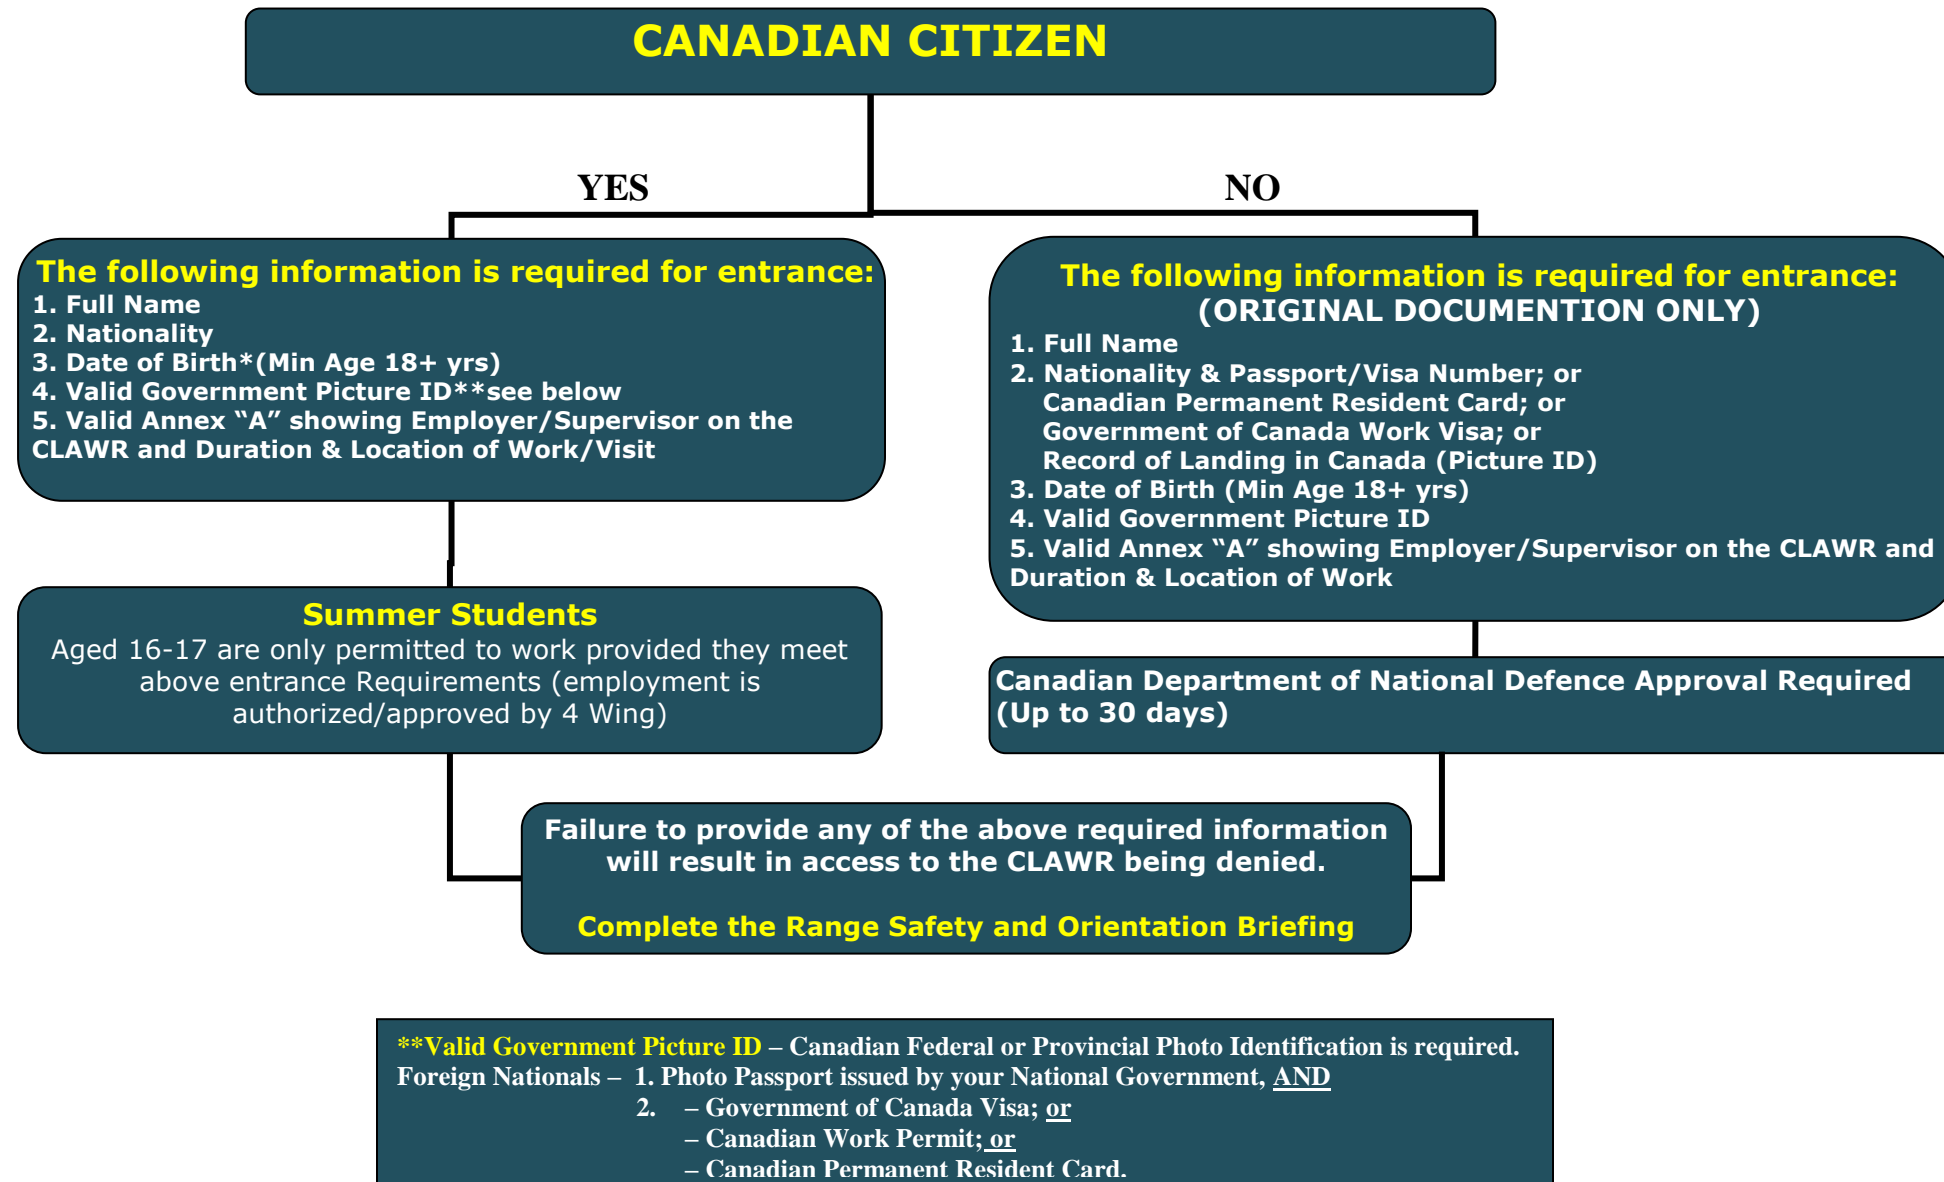 CANADIAN CITIZEN
YES
NO
The following information is required for entrance:
1. Full Name
2. Nationality
3. Date of Birth*(Min Age 18+ yrs)
4. Valid Government Picture ID**see below
5. Valid Annex “A” showing Employer/Supervisor on the
CLAWR and Duration & Location of Work/Visit
The following information is required for entrance:
(ORIGINAL DOCUMENTION ONLY)
1. Full Name
2. Nationality & Passport/Visa Number; or
Canadian Permanent Resident Card; or
Government of Canada Work Visa; or
Record of Landing in Canada (Picture ID)
3. Date of Birth (Min Age 18+ yrs)
4. Valid Government Picture ID
5. Valid Annex “A” showing Employer/Supervisor on the CLAWR and
Duration & Location of Work
Summer Students
Aged 16-17 are only permitted to work provided they meet
above entrance Requirements (employment is
authorized/approved by 4 Wing)
Canadian Department of National Defence Approval Required
(Up to 30 days)
Failure to provide any of the above required information
will result in access to the CLAWR being denied.
Complete the Range Safety and Orientation Briefing
**Valid Government Picture ID – Canadian Federal or Provincial Photo Identification is required.
Foreign Nationals – 1. Photo Passport issued by your National Government, AND
2. – Government of Canada Visa; or
– Canadian Work Permit; or
– Canadian Permanent Resident Card.